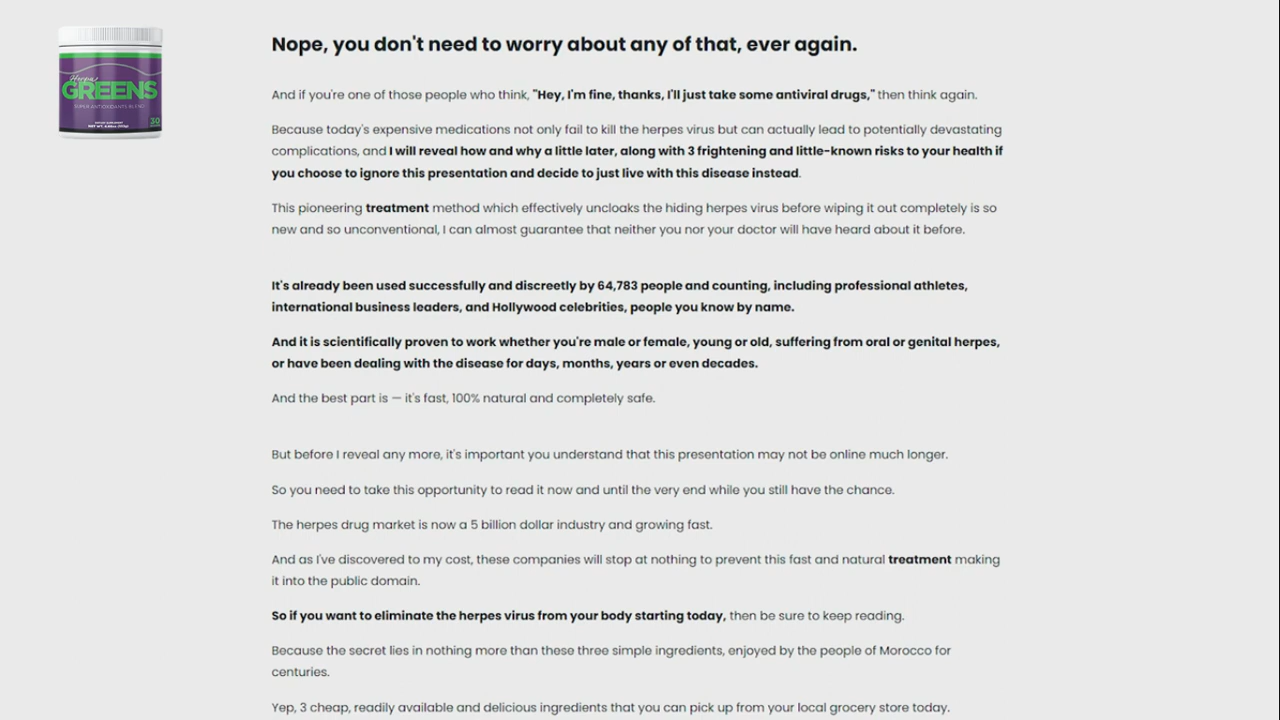 Herpa
GREENS
SUPER ANTIOXIDANTS BLEND
DIETARY SUPPLEMENT
30
Nope, you don't need to worry about any of that, ever again.
And if you're one of those people who think, "Hey, I'm fine, thanks, I'll just take some antiviral drugs," then think again.
Because today's expensive medications not only fail to kill the herpes virus but can actually lead to potentially devastating
complications, and I will reveal how and why a little later, along with 3 frightening and little-known risks to your health if
you choose to ignore this presentation and decide to just live with this disease instead.
This pioneering treatment method which effectively uncloaks the hiding herpes virus before wiping it out completely is so
new and so unconventional, I can almost guarantee that neither you nor your doctor will have heard about it before.
It's already been used successfully and discreetly by 64,783 people and counting, including professional athletes,
international business leaders, and Hollywood celebrities, people you know by name.
And it is scientifically proven to work whether you're male or female, young or old, suffering from oral or genital herpes,
or have been dealing with the disease for days, months, years or even decades.
And the best part is — it's fast, 100% natural and completely safe.
But before I reveal any more, it's important you understand that this presentation may not be online much longer.
So you need to take this opportunity to read it now and until the very end while you still have the chance.
The herpes drug market is now a 5 billion dollar industry and growing fast.
And as I've discovered to my cost, these companies will stop at nothing to prevent this fast and natural treatment making
it into the public domain.
So if you want to eliminate the herpes virus from your body starting today, then be sure to keep reading.
Because the secret lies in nothing more than these three simple ingredients, enjoyed by the people of Morocco for
centuries.
Yep, 3 cheap, readily available and delicious ingredients that you can pick up from your local grocery store today.